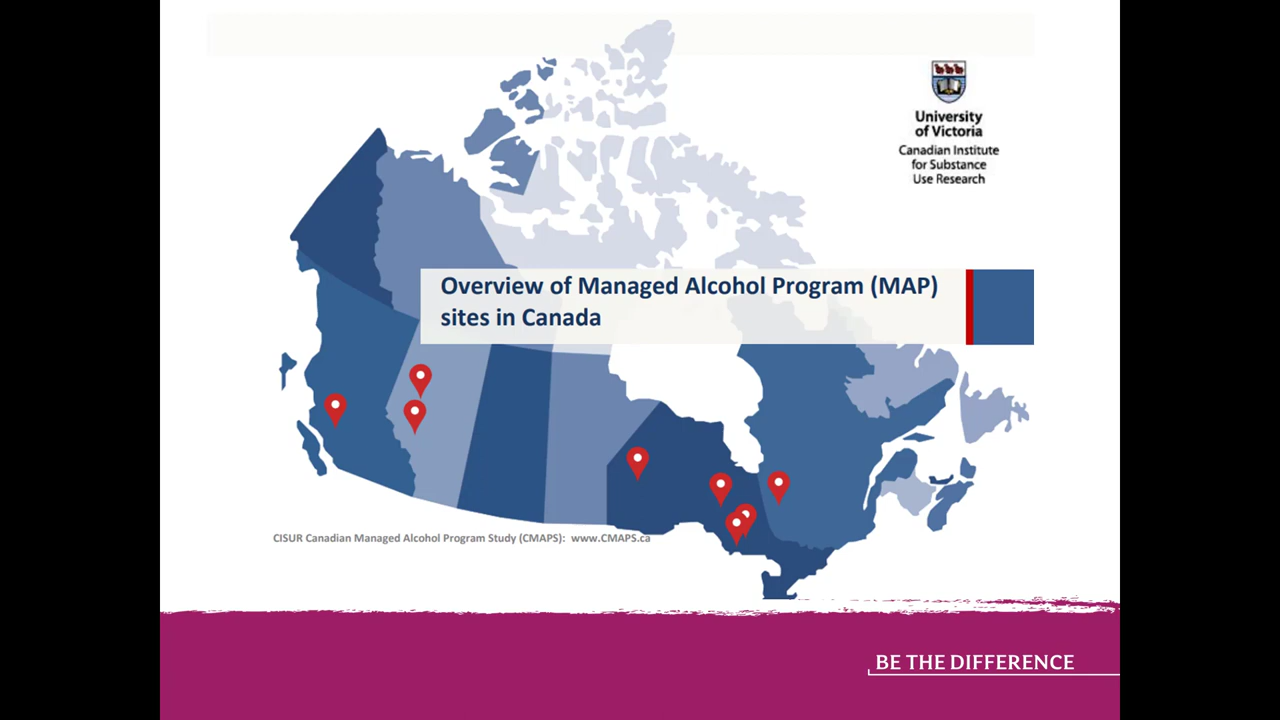 University
of Victoria
Canadian Institute
for Substance
Use Research
Overview of Managed Alcohol Program (MAP)
sites in Canada
CISUR Canadian Managed Alcohol Program Study (CMAPS): www.CMAPS.ca
BE THE DIFFERENCE